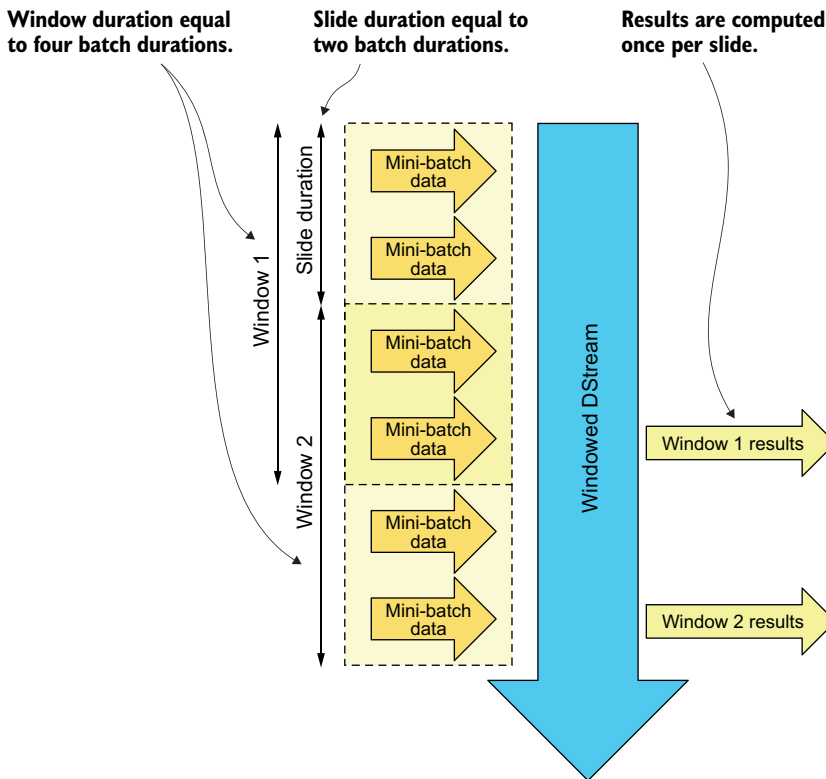 Window duration equal
to four batch durations.
Slide duration equal to
two batch durations.
Results are computed
once per slide.
Window 1
Slide duration
Window 2
Mini-batch
data
Mini-batch
data
Mini-batch
data
Mini-batch
data
Mini-batch
data
Mini-batch
data
Windowed DStream
Window 1 results
Window 2 results